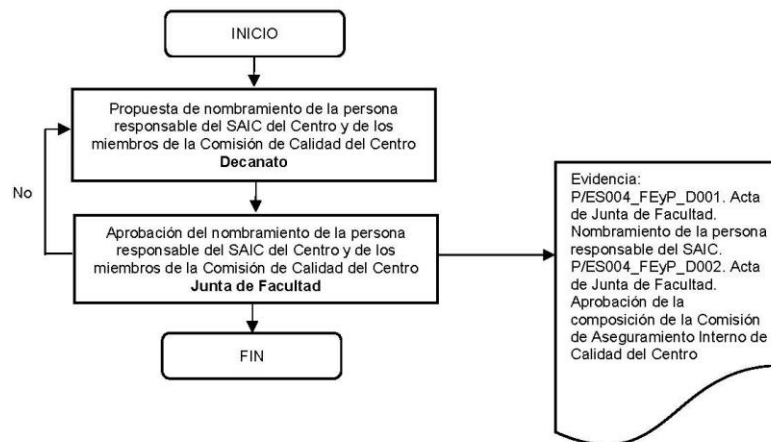 INICIO
Propuesta de nombramiento de la persona
responsable del SAIC del Centro y de los
miembros de la Comisión de Calidad del Centro
Decanato
No
Aprobación del nombramiento de la persona
responsable del SAIC del Centro y de los
miembros de la Comisión de Calidad del Centro
Junta de Facultad
Evidencia:
P/ES004_FEyP_D001. Acta
de Junta de Facultad.
Nombramiento de la persona
responsable del SAIC.
P/ES004_FEyP_D002. Acta
de Junta de Facultad.
Aprobación de la
composición de la Comisión
de Aseguramiento Interno de
Calidad del Centro
FIN